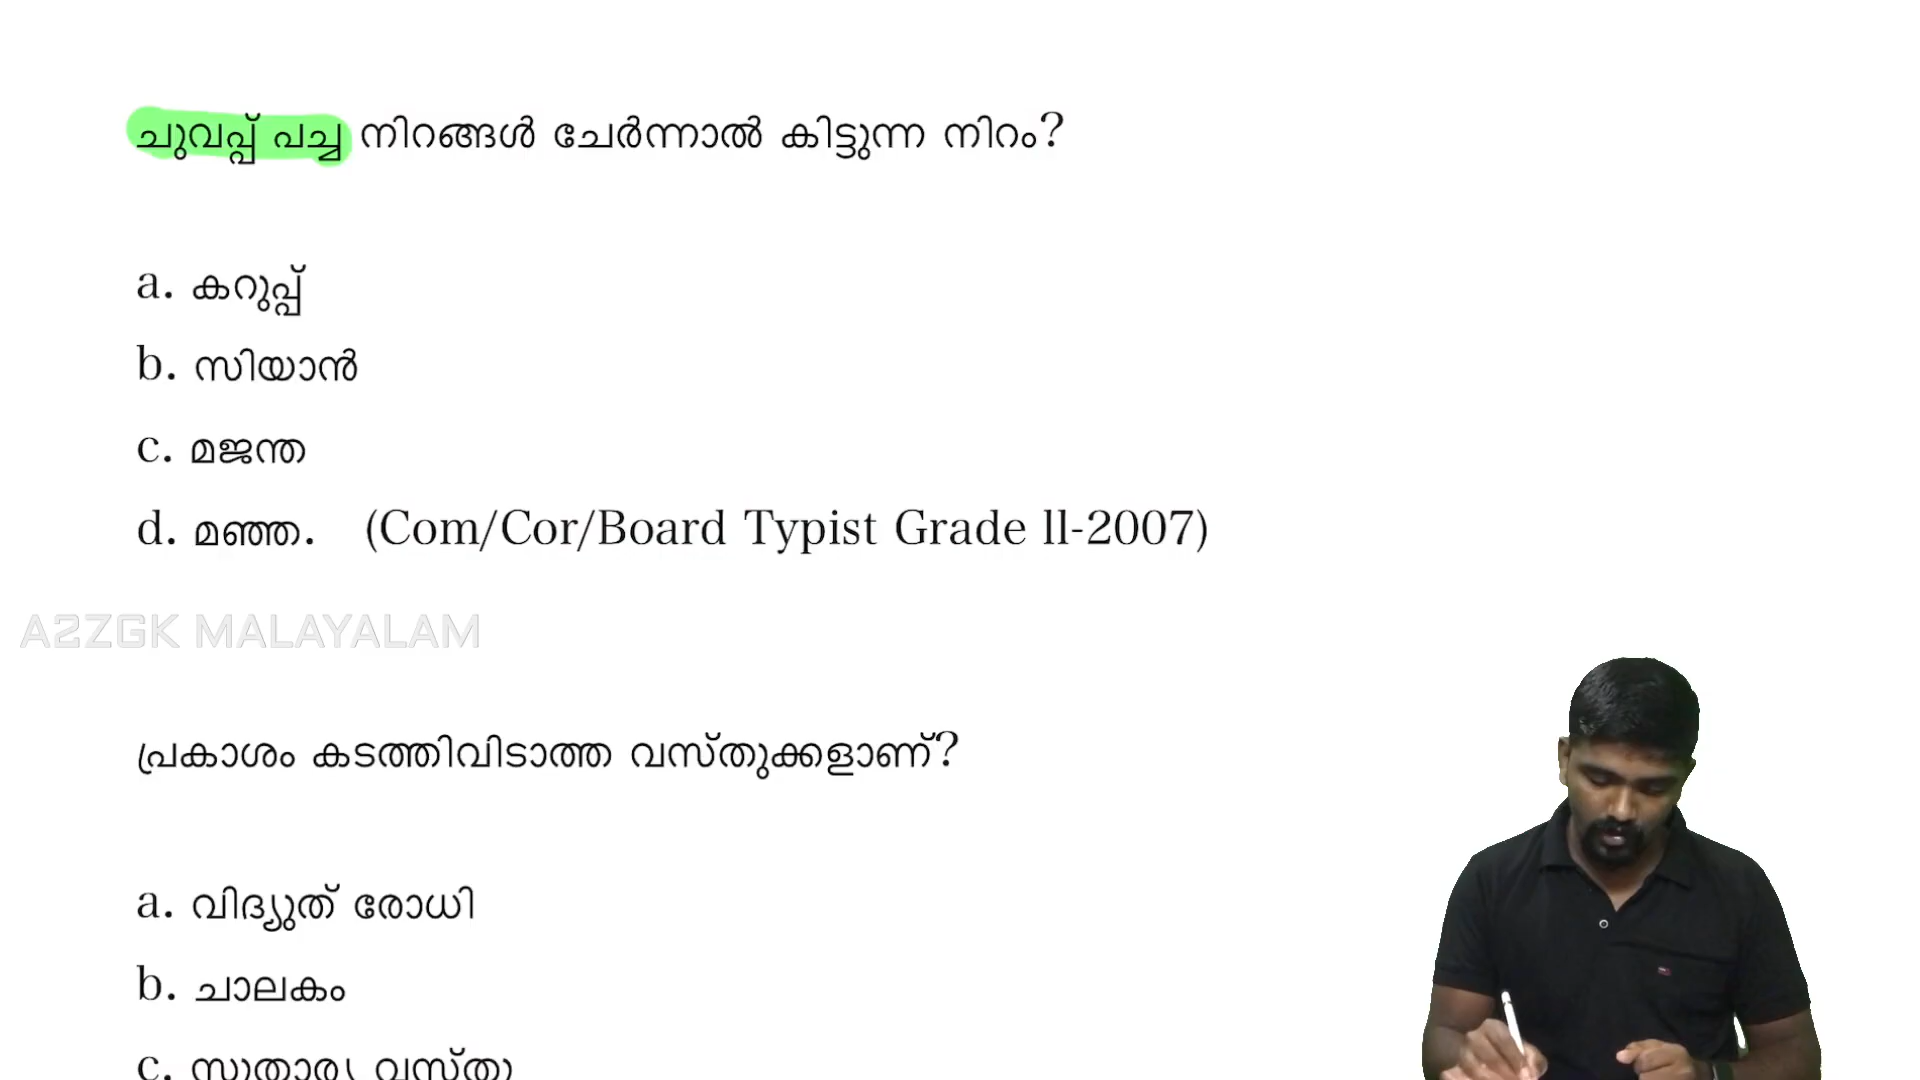 ചുവപ്പ് പച്ച നിറങ്ങൾ ചേർന്നാൽ കിട്ടുന്ന നിറം?
a. കറുപ്പ്
b. സിയാൻ
c. മജന്ത
d. മഞ്ഞ. (Com/Cor/Board Typist Grade ll-2007)
A2ZGK MALAYALAM
പ്രകാശം കടത്തിവിടാത്ത വസ്തുക്കളാണ്?
a. വിദ്യുത് രോധി
b. ചാലകം
c. സുതാര്യ വസ്തു